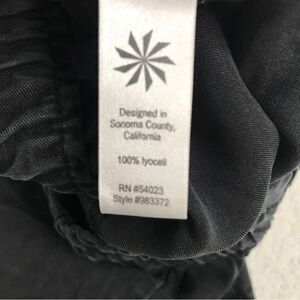 Designed in
Sonoma County,
California
100% lyocell
RN #54023
Style #983372